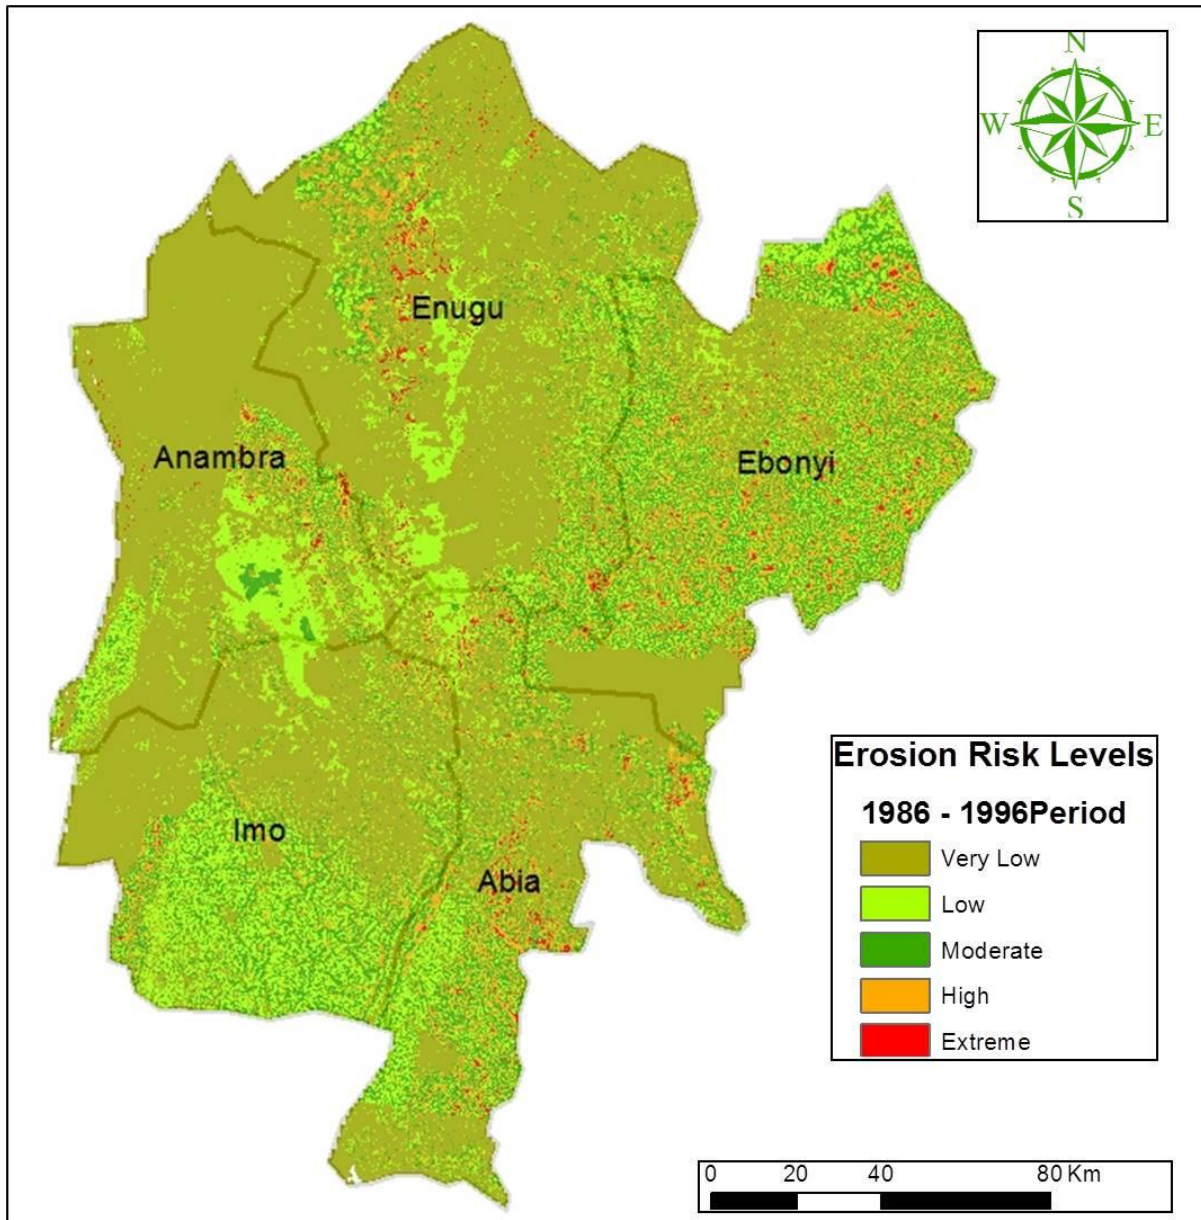 N
W E
S
Enugu
Anambra
Ebonyi
Imo
Abia
Erosion Risk Levels
1986 - 1996Period
Very Low
Low
Moderate
High
Extreme
0 20 40 80 Km